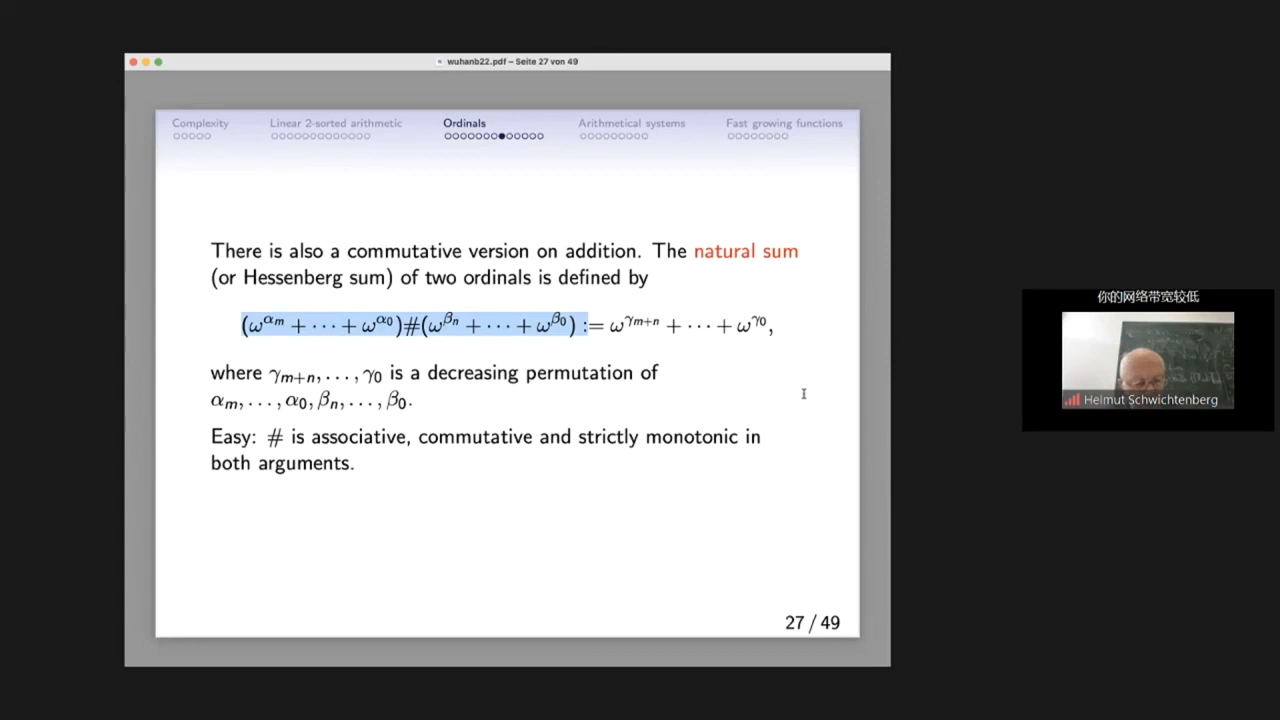 wuhanb22.pdf – Seite 27 von 49
Complexity Linear 2-sorted arithmetic Ordinals Arithmetical systems Fast growing functions
There is also a commutative version on addition. The natural sum
(or Hessenberg sum) of two ordinals is defined by
(ω^{α_m} + ⋯ + ω^{α_0})#(ω^{β_n} + ⋯ + ω^{β_0}) := ω^{γ_{m+n}} + ⋯ + ω^{γ_0},
where γ_{m+n}, …, γ_0 is a decreasing permutation of
α_m, …, α_0, β_n, …, β_0.
Easy: # is associative, commutative and strictly monotonic in
both arguments.
27 / 49
你的网络带宽较低
Helmut Schwichtenberg